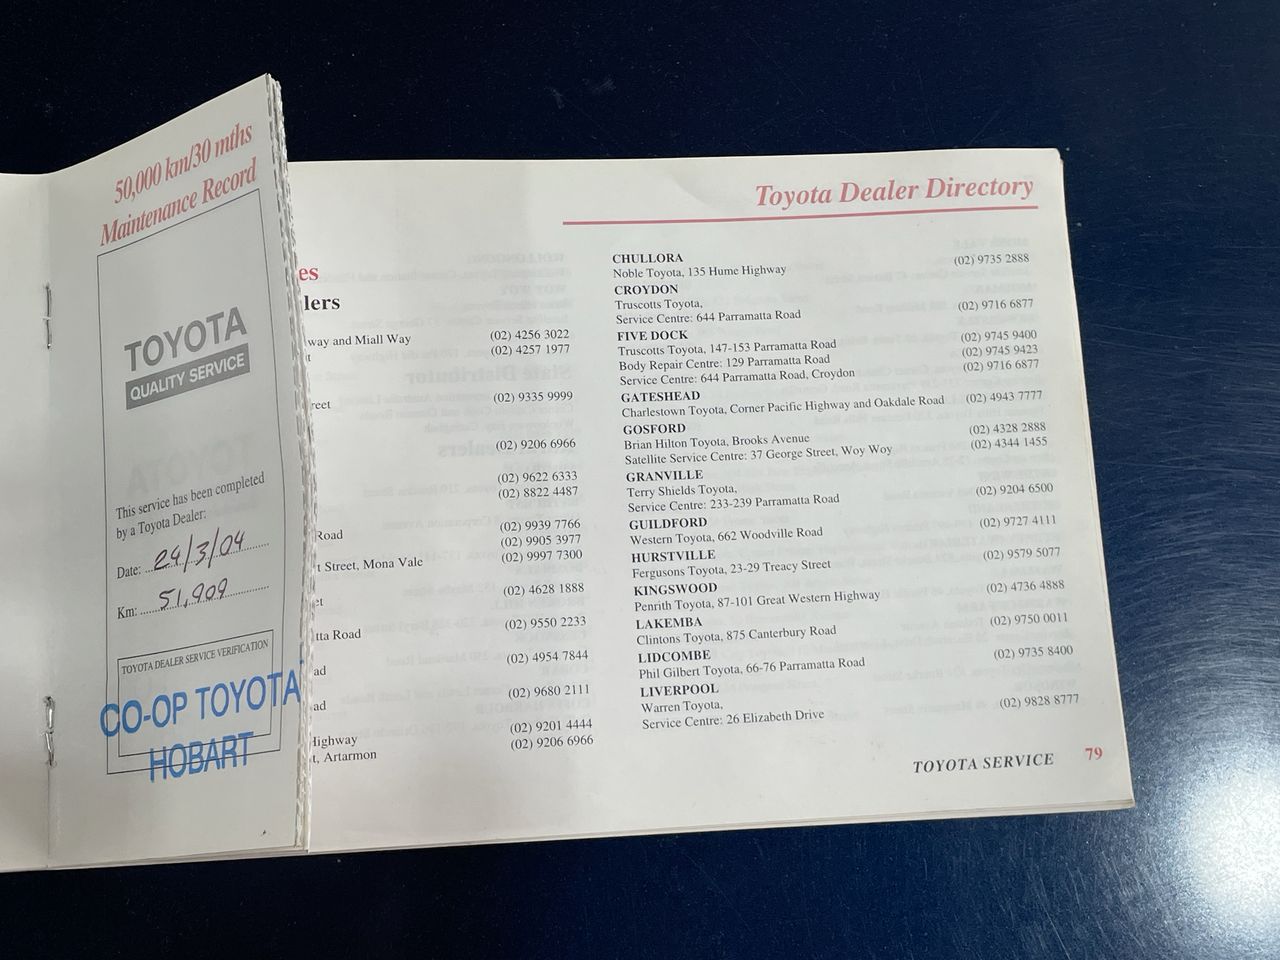 50,000 km/30 mths
Maintenance Record
TOYOTA
QUALITY SERVICE
This service has been completed
by a Toyota Dealer:
Date: 24/3/04
Km: 51,909
TOYOTA DEALER SERVICE VERIFICATION
CO-OP TOYOTA
HOBART
Toyota Dealer Directory
es
lers
way and Miall Way (02) 4256 3022
t (02) 4257 1977
reet (02) 9335 9999
(02) 9206 6966
(02) 9622 6333
(02) 8822 4487
Road (02) 9939 7766
(02) 9905 3977
t Street, Mona Vale (02) 9997 7300
et (02) 4628 1888
tta Road (02) 9550 2233
ad (02) 4954 7844
ad (02) 9680 2111
Highway (02) 9201 4444
t, Artarmon (02) 9206 6966
CHULLORA
Noble Toyota, 135 Hume Highway (02) 9735 2888
CROYDON
Truscotts Toyota,
Service Centre: 644 Parramatta Road (02) 9716 6877
FIVE DOCK
Truscotts Toyota, 147-153 Parramatta Road (02) 9745 9400
Body Repair Centre: 129 Parramatta Road (02) 9745 9423
Service Centre: 644 Parramatta Road, Croydon (02) 9716 6877
GATESHEAD
Charlestown Toyota, Corner Pacific Highway and Oakdale Road (02) 4943 7777
GOSFORD
Brian Hilton Toyota, Brooks Avenue (02) 4328 2888
Satellite Service Centre: 37 George Street, Woy Woy (02) 4344 1455
GRANVILLE
Terry Shields Toyota,
Service Centre: 233-239 Parramatta Road (02) 9204 6500
GUILDFORD
Western Toyota, 662 Woodville Road (02) 9727 4111
HURSTVILLE
Fergusons Toyota, 23-29 Treacy Street (02) 9579 5077
KINGSWOOD
Penrith Toyota, 87-101 Great Western Highway (02) 4736 4888
LAKEMBA
Clintons Toyota, 875 Canterbury Road (02) 9750 0011
LIDCOMBE
Phil Gilbert Toyota, 66-76 Parramatta Road (02) 9735 8400
LIVERPOOL
Warren Toyota,
Service Centre: 26 Elizabeth Drive (02) 9828 8777
TOYOTA SERVICE 79